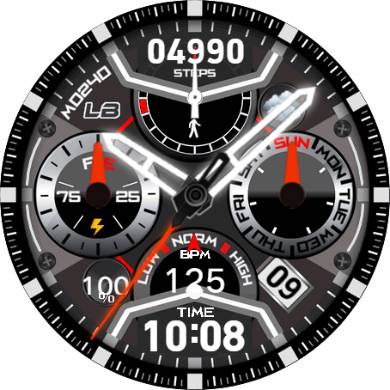 04990
STEPS
MD240
LB
SUN MON TUE WED THU FRI SAT
75 25
LOW NORM HIGH
BPM
100%
125
09
TIME
10:08